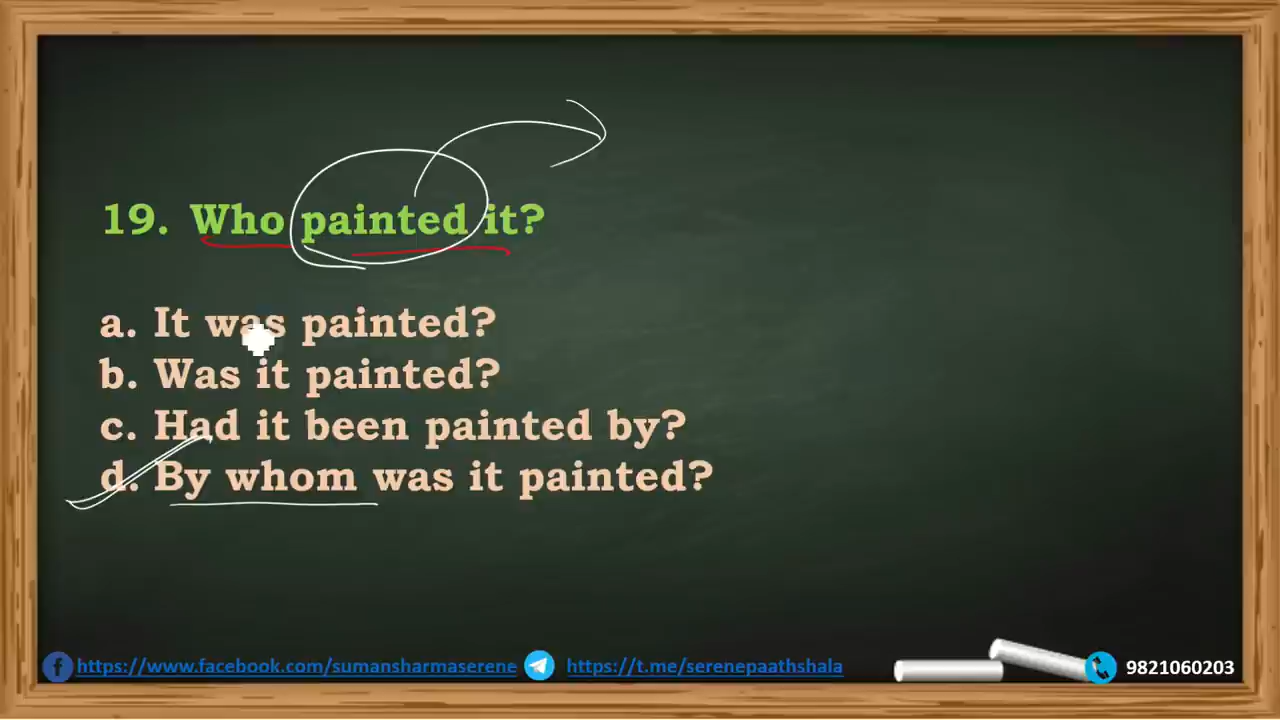 19. Who painted it?
a. It was painted?
b. Was it painted?
c. Had it been painted by?
d. By whom was it painted?
https://www.facebook.com/sumansharmaserene https://t.me/serenepaathshala 9821060203